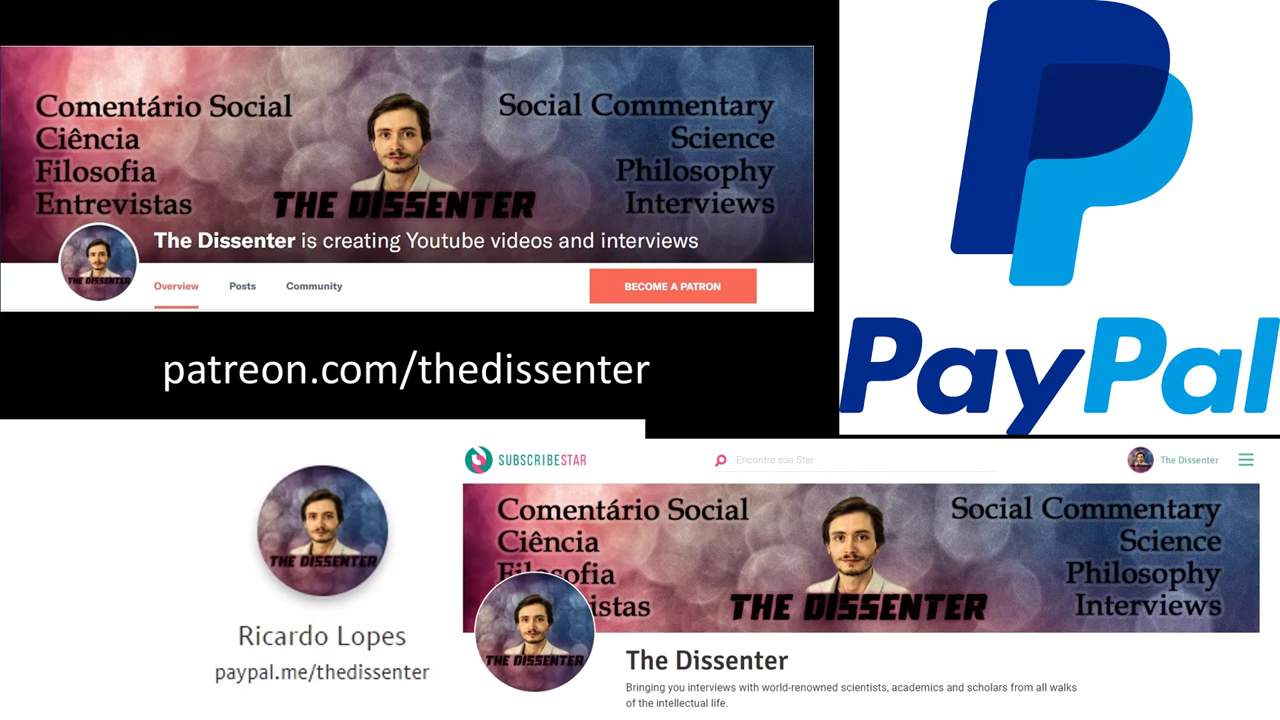 Comentário Social
Ciência
Filosofia
Entrevistas
Social Commentary
Science
Philosophy
Interviews
THE DISSENTER
The Dissenter is creating Youtube videos and interviews
THE DISSENTER
Overview
Posts
Community
BECOME A PATRON
patreon.com/thedissenter
PayPal
THE DISSENTER
Ricardo Lopes
paypal.me/thedissenter
SUBSCRIBESTAR
Encontre sua Star
The Dissenter
Comentário Social
Ciência
Filosofia
istas
Social Commentary
Science
Philosophy
Interviews
THE DISSENTER
THE DISSENTER
The Dissenter
Bringing you interviews with world-renowned scientists, academics and scholars from all walks
of the intellectual life.